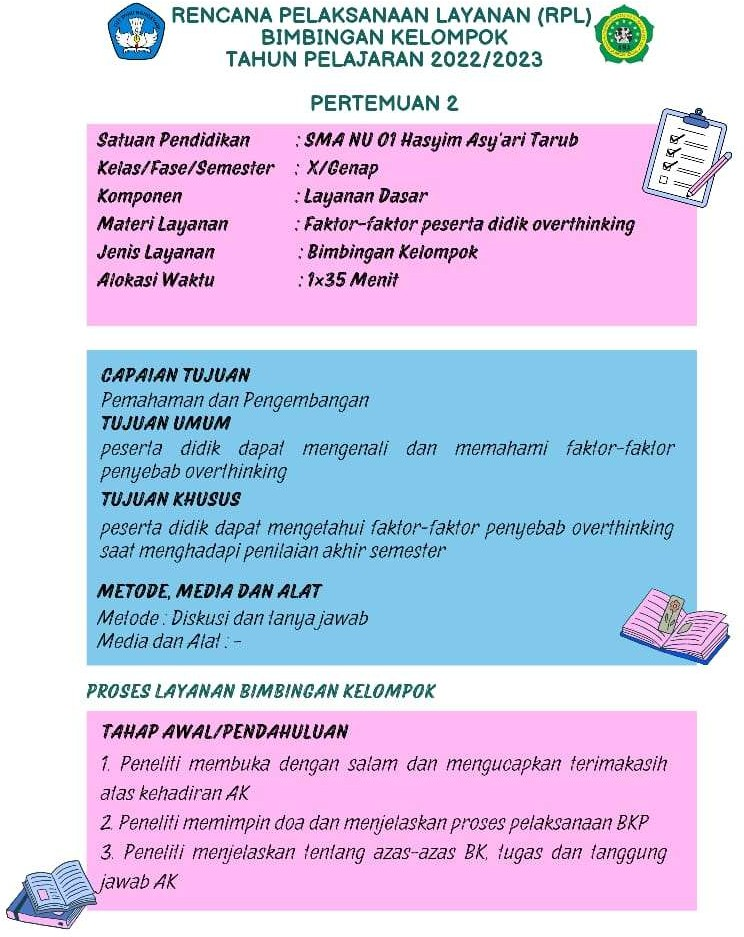 RENCANA PELAKSANAAN LAYANAN (RPL)
BIMBINGAN KELOMPOK
TAHUN PELAJARAN 2022/2023
PERTEMUAN 2
Satuan Pendidikan : SMA NU 01 Hasyim Asy'ari Tarub
Kelas/Fase/Semester : X/Genap
Komponen : Layanan Dasar
Materi Layanan : Faktor-faktor peserta didik overthinking
Jenis Layanan : Bimbingan Kelompok
Alokasi Waktu : 1x35 Menit
CAPAIAN TUJUAN
Pemahaman dan Pengembangan
TUJUAN UMUM
peserta didik dapat mengenali dan memahami faktor-faktor
penyebab overthinking
TUJUAN KHUSUS
peserta didik dapat mengetahui faktor-faktor penyebab overthinking
saat menghadapi penilaian akhir semester
METODE, MEDIA DAN ALAT
Metode : Diskusi dan tanya jawab
Media dan Alat : -
PROSES LAYANAN BIMBINGAN KELOMPOK
TAHAP AWAL/PENDAHULUAN
1. Peneliti membuka dengan salam dan mengucapkan terimakasih
atas kehadiran AK
2. Peneliti memimpin doa dan menjelaskan proses pelaksanaan BKP
3. Peneliti menjelaskan tentang azas-azas BK, tugas dan tanggung
jawab AK